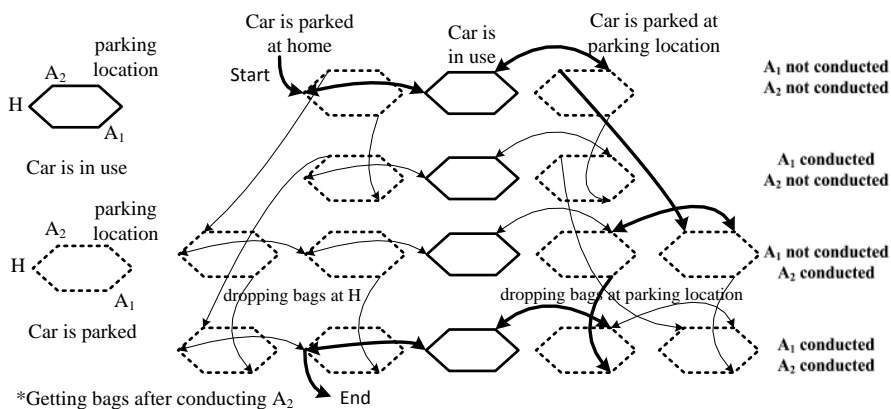 Car is parked
at home
Car is
in use
Car is parked at
parking location
parking
location
A2
H
A1
Start
A1 not conducted
A2 not conducted
Car is in use
A1 conducted
A2 not conducted
parking
location
A2
H
A1
A1 not conducted
A2 conducted
dropping bags at H
dropping bags at parking location
Car is parked
A1 conducted
A2 conducted
*Getting bags after conducting A2
End